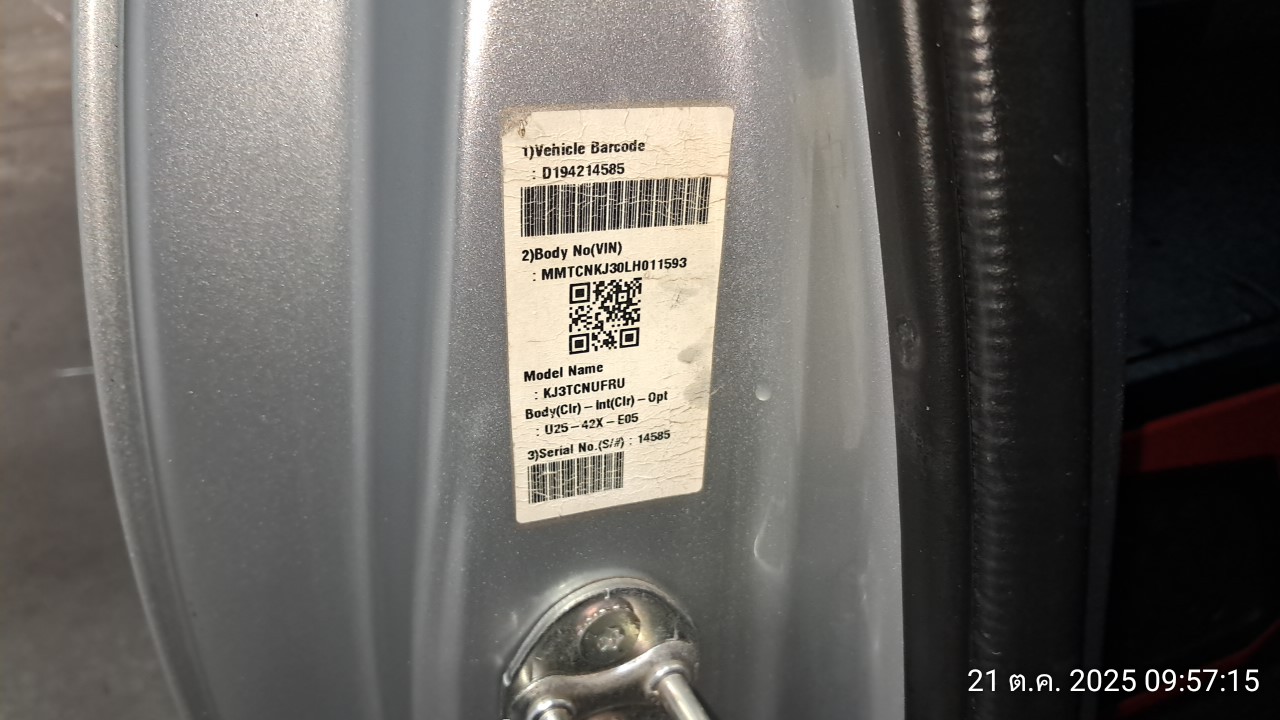 1)Vehicle Barcode
: D194214585
2)Body No(VIN)
: MMTCNKJ30LH011593
Model Name
: KJ3TCNUFRU
Body(Clr)-Int(Clr)-Opt
: U25-42X-E05
3)Serial No.(S/#) : 14585
21 ต.ค. 2025 09:57:15